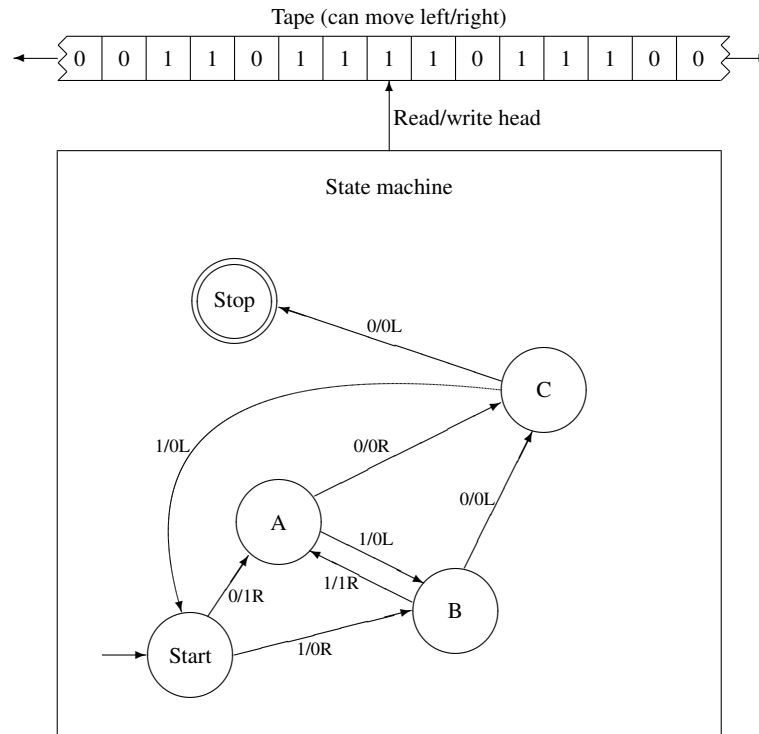 Tape (can move left/right)
0 0 1 1 0 1 1 1 1 0 1 1 1 0 0
Read/write head
State machine
Stop
0/0L
C
1/0L
0/0R
0/0L
A
1/0L
1/1R
0/1R
B
Start
1/0R